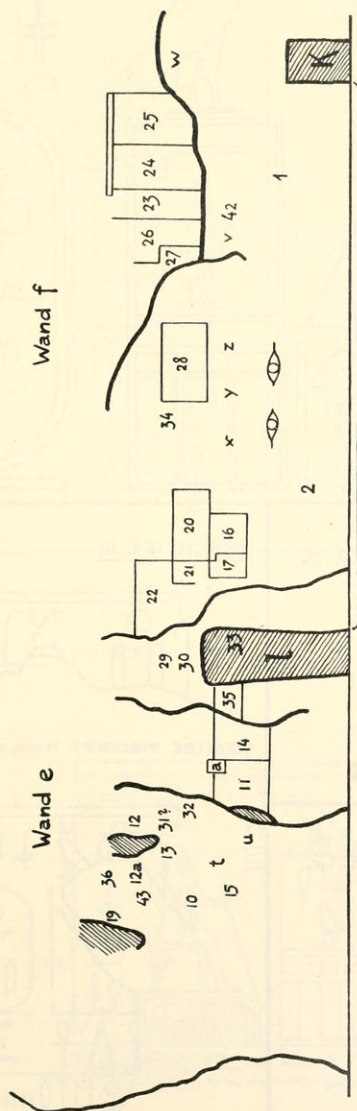 Wand e Wand f
36
19 12
12a
43 22 26 23 24 25
31? 29 34 w
13 27
10 32 30 21 20 28
t a
15 35 17 16 x y z v 42
11 14 33
u
l 1
2 K